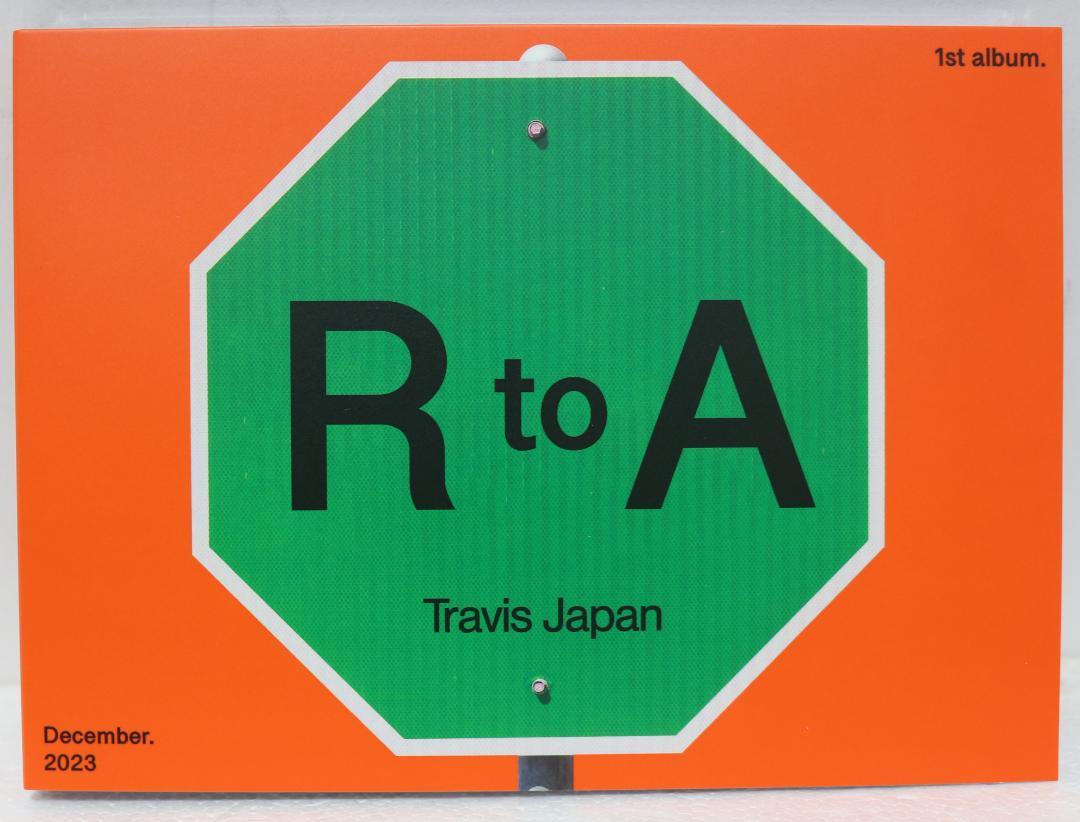 1st album.
R to A
Travis Japan
December.
2023